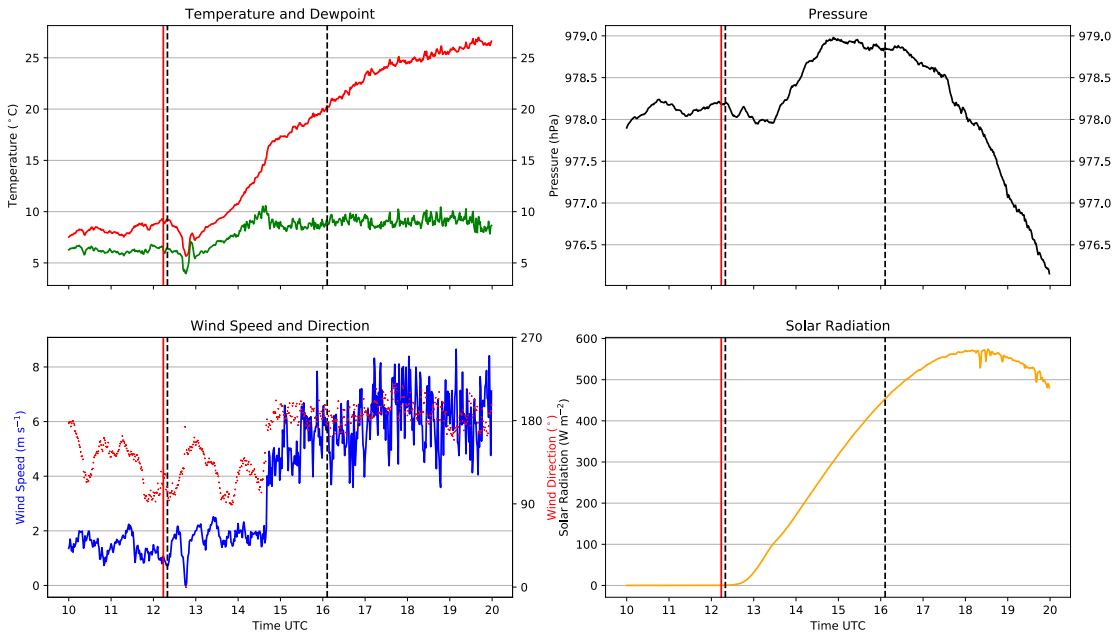 Temperature and Dewpoint
Pressure
Temperature (°C)
5
10
15
20
25
5
10
15
20
25
Pressure (hPa)
976.5
977.0
977.5
978.0
978.5
979.0
976.5
977.0
977.5
978.0
978.5
979.0
Wind Speed and Direction
Solar Radiation
Wind Speed (m s⁻¹)
0
2
4
6
8
0
90
180
270
Wind Direction (°)
10 11 12 13 14 15 16 17 18 19 20
Time UTC
Solar Radiation (W m⁻²)
0
100
200
300
400
500
600
10 11 12 13 14 15 16 17 18 19 20
Time UTC